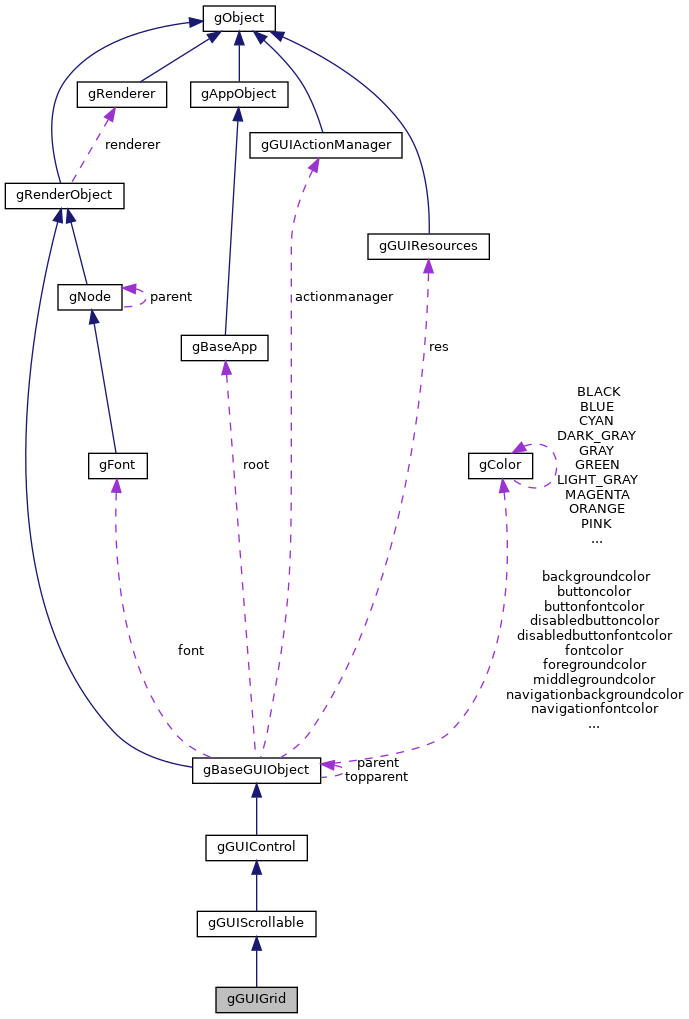 gObject
gRenderer
gAppObject
gGUIActionManager
renderer
gRenderObject
gGUIResources
gNode
parent
actionmanager
gBaseApp
res
BLACK
BLUE
CYAN
DARK_GRAY
GRAY
GREEN
LIGHT_GRAY
MAGENTA
ORANGE
PINK
...
gFont
root
gColor
backgroundcolor
buttoncolor
buttonfontcolor
disabledbuttoncolor
disabledbuttonfontcolor
fontcolor
foregroundcolor
middlegroundcolor
navigationbackgroundcolor
navigationfontcolor
...
font
gBaseGUIObject
parent
topparent
gGUIControl
gGUIScrollable
gGUIGrid